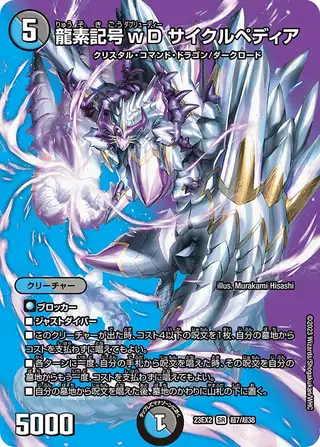 5
りゅうそきごうダブリューディー
龍素記号wD サイクルペディア
クリスタル・コマンド・ドラゴン/ダークロード
illus. Murakami Hisashi
クリーチャー
ブロッカー
■ジャストダイバー
■このクリーチャーが出た時、コスト4以下の呪文を1枚、自分の墓地から
コストを支払わずに唱えてもよい。
■各ターンに一度、自分の手札から呪文を唱えた時、その呪文を自分の墓
地からもう一度、コストを支払わずに唱えてもよい。
■自分の呪文を墓地から唱えた後、墓地のかわりに山札の下に置く。
5000
23EX2 SR 超7/超38